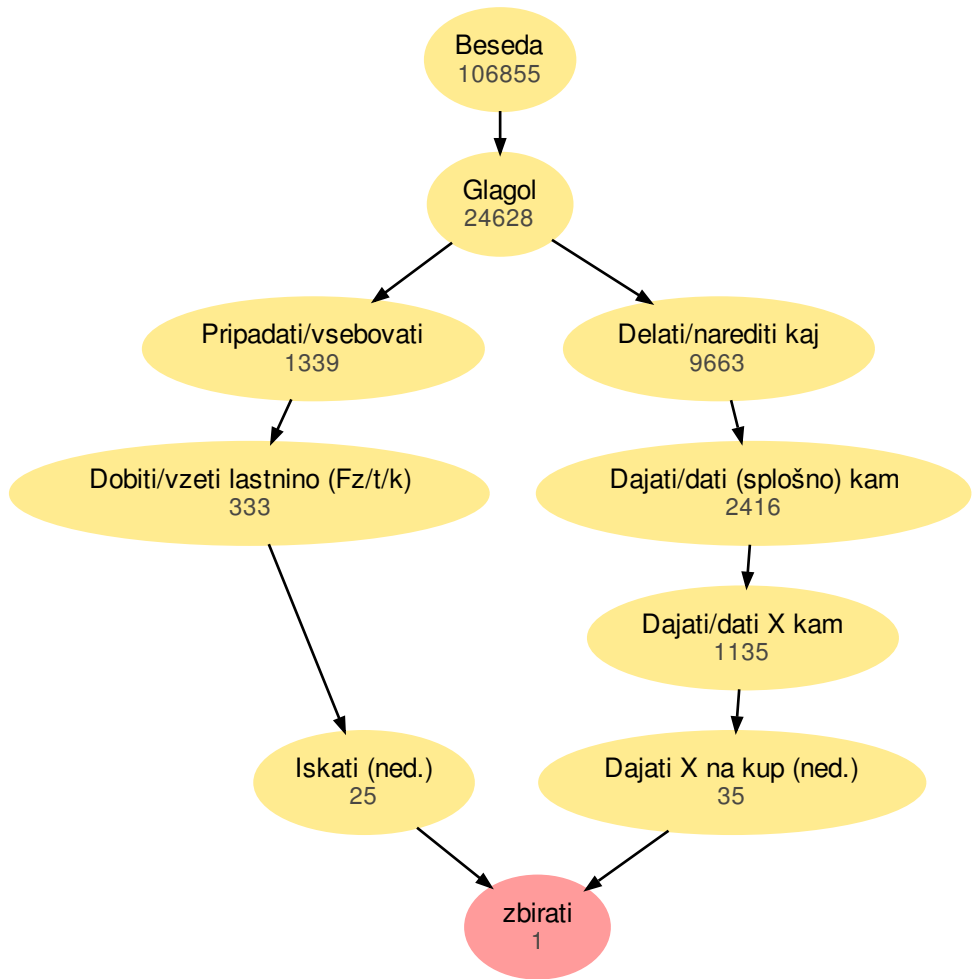 Beseda
106855
Glagol
24628
Pripadati/vsebovati
1339
Delati/narediti kaj
9663
Dobiti/vzeti lastnino (Fz/t/k)
333
Dajati/dati (splošno) kam
2416
Dajati/dati X kam
1135
Iskati (ned.)
25
Dajati X na kup (ned.)
35
zbirati
1